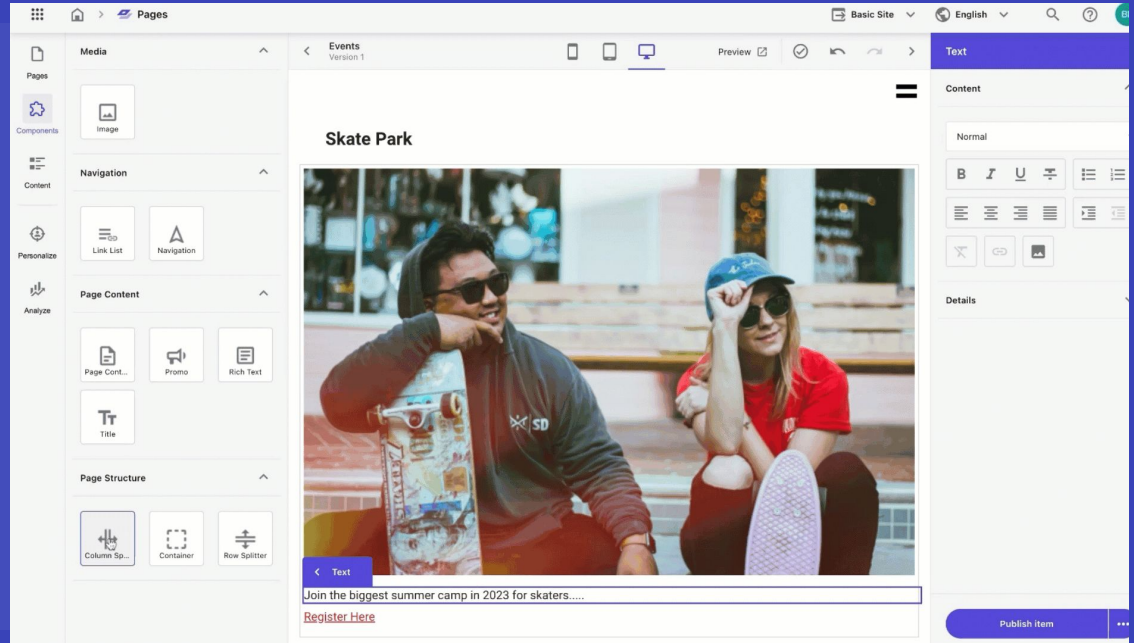 Pages
Basic Site
English
Pages
Components
Content
Personalize
Analyze
Media
Image
Navigation
Link List
Navigation
Page Content
Page Cont...
Promo
Rich Text
Title
Page Structure
Column Sp...
Container
Row Splitter
Events
Version 1
Preview
Skate Park
SD
Text
Join the biggest summer camp in 2023 for skaters.....
Register Here
Text
Content
Normal
Details
Publish item